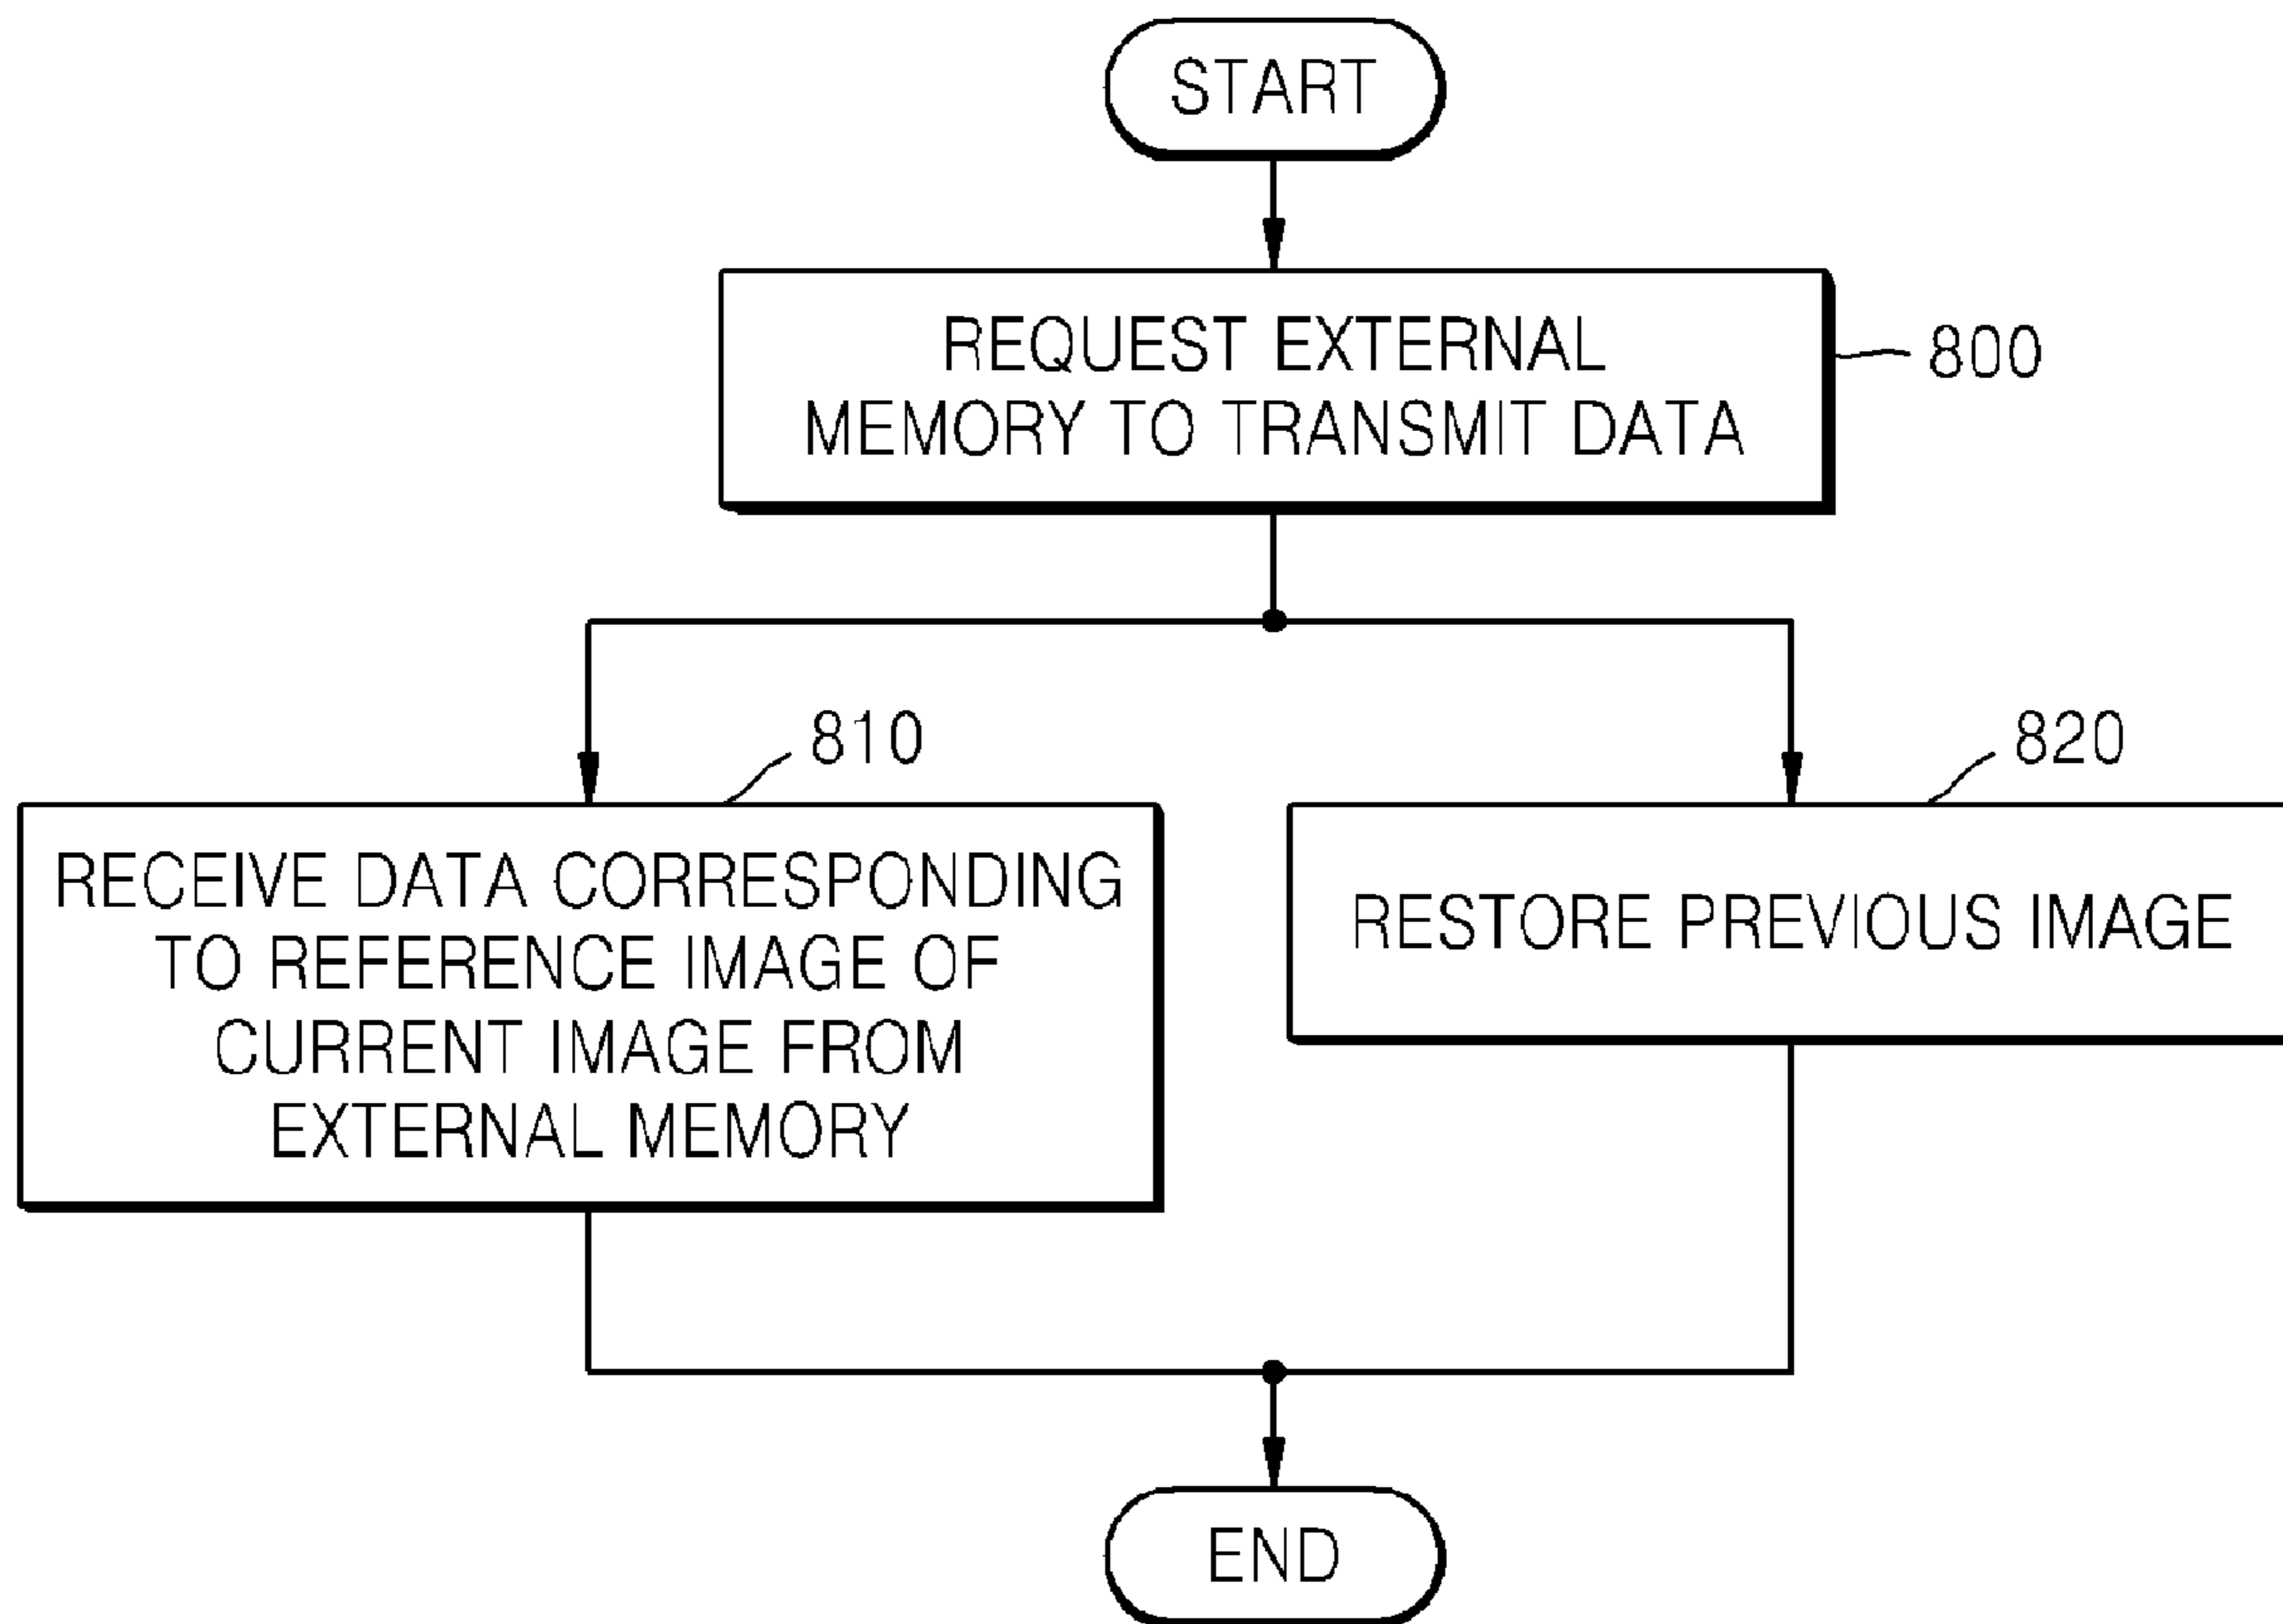 START
REQUEST EXTERNAL
MEMORY TO TRANSMIT DATA
800
810
RECEIVE DATA CORRESPONDING
TO REFERENCE IMAGE OF
CURRENT IMAGE FROM
EXTERNAL MEMORY
820
RESTORE PREVIOUS IMAGE
END